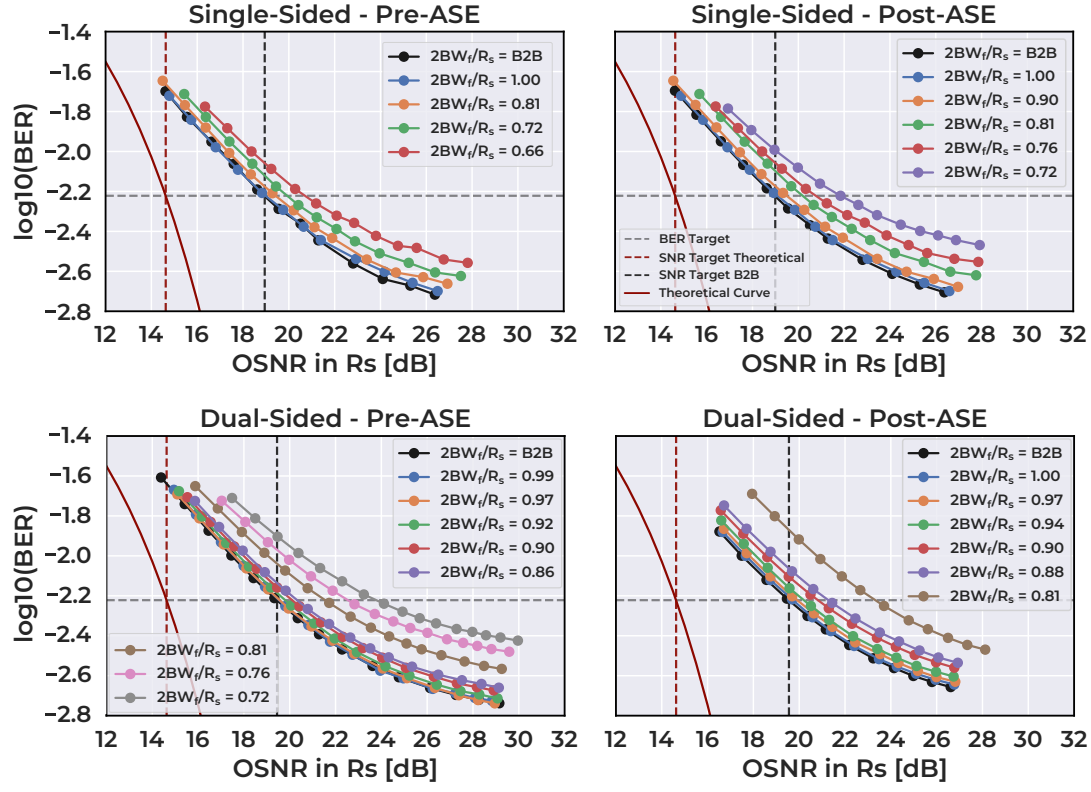 Single-Sided - Pre-ASE
−1.4
−1.6
−1.8
−2.0
−2.2
−2.4
−2.6
−2.8
log10(BER)
2BWf/Rs = B2B
2BWf/Rs = 1.00
2BWf/Rs = 0.81
2BWf/Rs = 0.72
2BWf/Rs = 0.66
12 14 16 18 20 22 24 26 28 30 32
OSNR in Rs [dB]
Single-Sided - Post-ASE
2BWf/Rs = B2B
2BWf/Rs = 1.00
2BWf/Rs = 0.90
2BWf/Rs = 0.81
2BWf/Rs = 0.76
2BWf/Rs = 0.72
BER Target
SNR Target Theoretical
SNR Target B2B
Theoretical Curve
12 14 16 18 20 22 24 26 28 30 32
OSNR in Rs [dB]
Dual-Sided - Pre-ASE
−1.4
−1.6
−1.8
−2.0
−2.2
−2.4
−2.6
−2.8
log10(BER)
2BWf/Rs = B2B
2BWf/Rs = 0.99
2BWf/Rs = 0.97
2BWf/Rs = 0.92
2BWf/Rs = 0.90
2BWf/Rs = 0.86
2BWf/Rs = 0.81
2BWf/Rs = 0.76
2BWf/Rs = 0.72
12 14 16 18 20 22 24 26 28 30 32
OSNR in Rs [dB]
Dual-Sided - Post-ASE
2BWf/Rs = B2B
2BWf/Rs = 1.00
2BWf/Rs = 0.97
2BWf/Rs = 0.94
2BWf/Rs = 0.90
2BWf/Rs = 0.88
2BWf/Rs = 0.81
12 14 16 18 20 22 24 26 28 30 32
OSNR in Rs [dB]